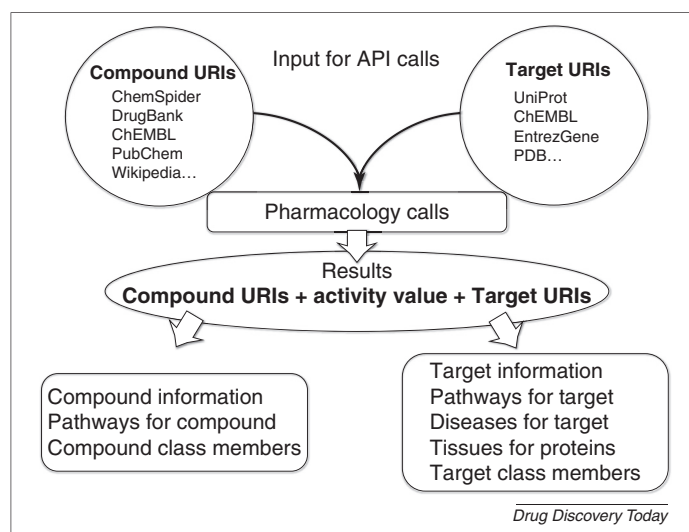 Input for API calls
Compound URIs
ChemSpider
DrugBank
ChEMBL
PubChem
Wikipedia…
Target URIs
UniProt
ChEMBL
EntrezGene
PDB…
Pharmacology calls
Results
Compound URIs + activity value + Target URIs
Compound information
Pathways for compound
Compound class members
Target information
Pathways for target
Diseases for target
Tissues for proteins
Target class members
Drug Discovery Today